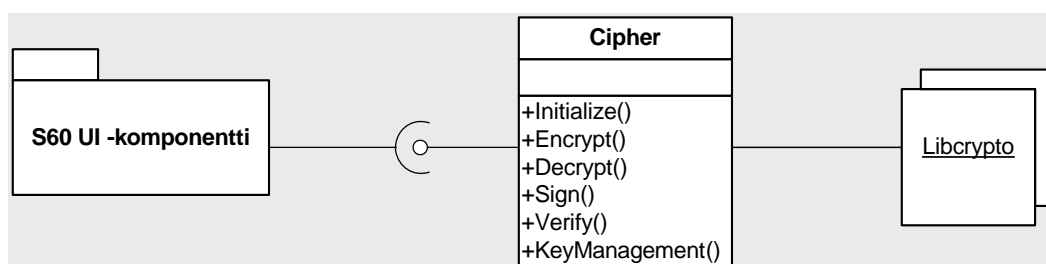 Cipher
S60 UI -komponentti
+Initialize()
+Encrypt()
+Decrypt()
+Sign()
+Verify()
+KeyManagement()
Libcrypto